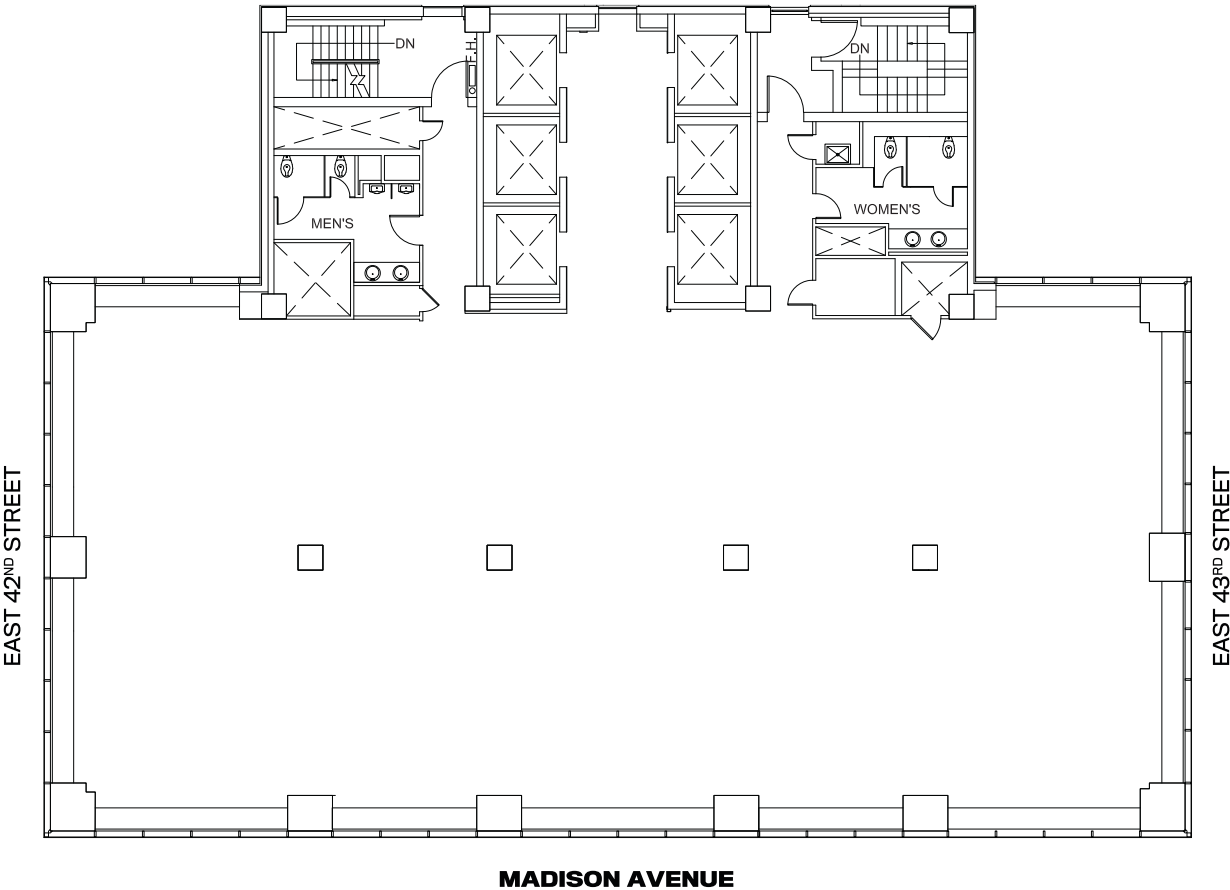 DN
H.
DN
MEN'S
WOMEN'S
EAST 42ND STREET
EAST 43RD STREET
MADISON AVENUE